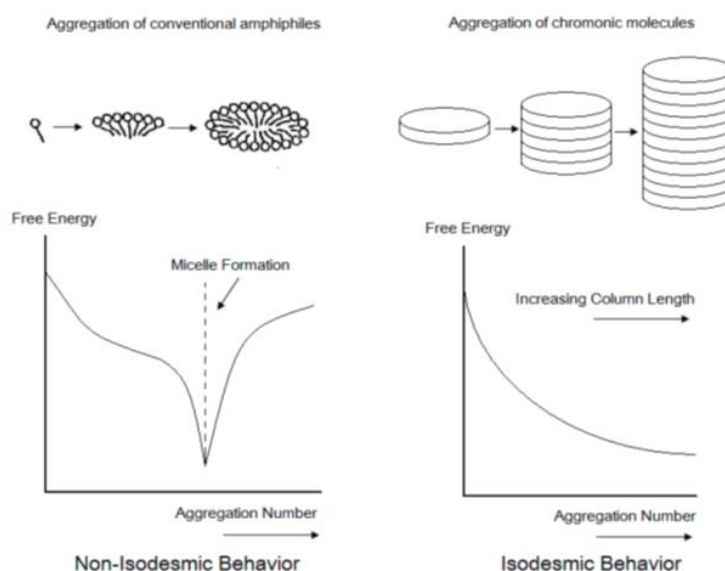 Aggregation of conventional amphiphiles
Aggregation of chromonic molecules
Free Energy
Micelle Formation
Aggregation Number
Non-Isodesmic Behavior
Free Energy
Increasing Column Length
Aggregation Number
Isodesmic Behavior